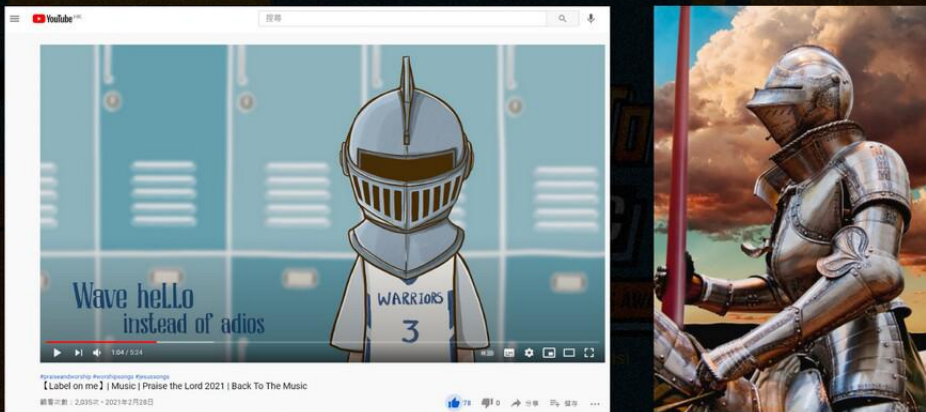 YouTube HK
搜尋
Wave hello
instead of adios
WARRIORS
3
1:04 / 5:24
#praiseandworship #worshipsongs #jesussongs
【Label on me】 | Music | Praise the Lord 2021 | Back To The Music
觀看次數：2,035次 • 2021年2月28日
78
0
分享
儲存